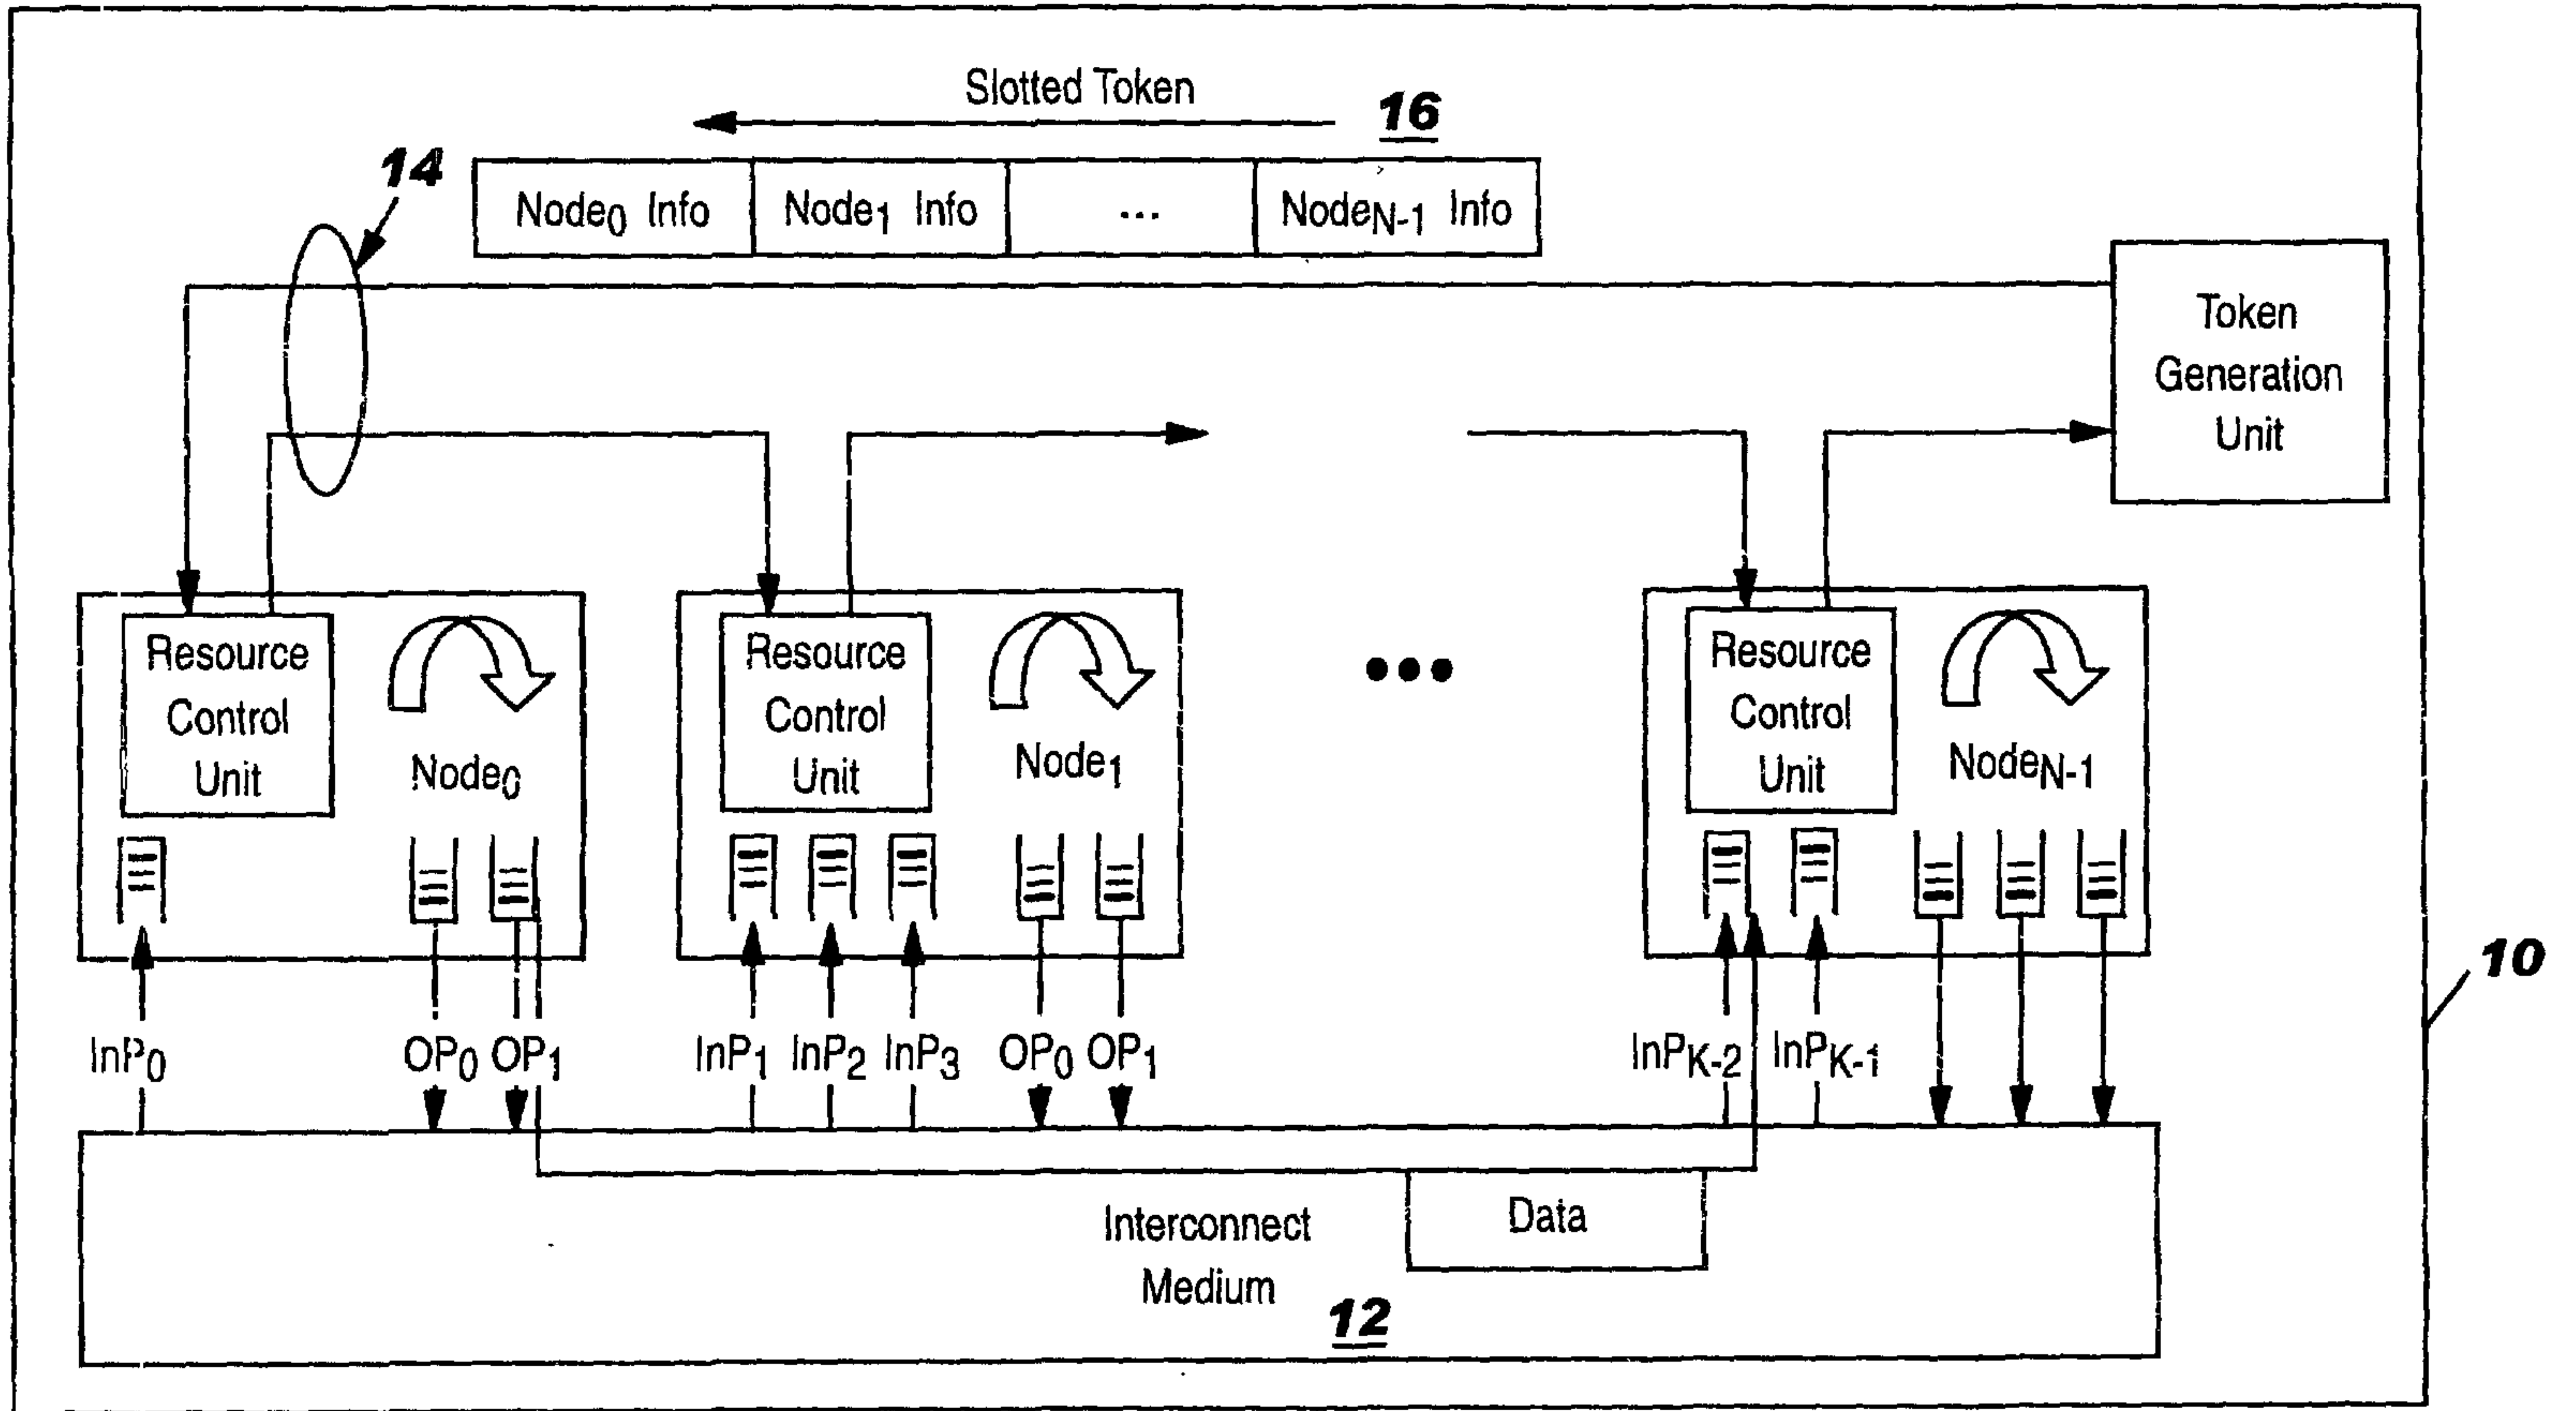 Slotted Token
16
14
Node0 Info Node1 Info ... NodeN-1 Info
Token
Generation
Unit
Resource
Control
Unit
Node0
Resource
Control
Unit
Node1
Resource
Control
Unit
NodeN-1
10
InP0 OP0 OP1 InP1 InP2 InP3 OP0 OP1 InPK-2 InPK-1
Data
Interconnect
Medium
12